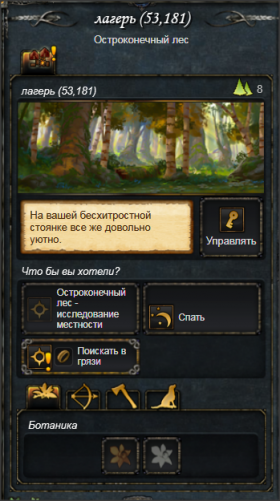 лагерь (53,181)
Остроконечный лес
лагерь (53,181)
8
На вашей бесхитростной
стоянке все же довольно
уютно.
Управлять
Что бы вы хотели?
Остроконечный
лес -
исследование
местности
Спать
Поискать в
грязи
Ботаника